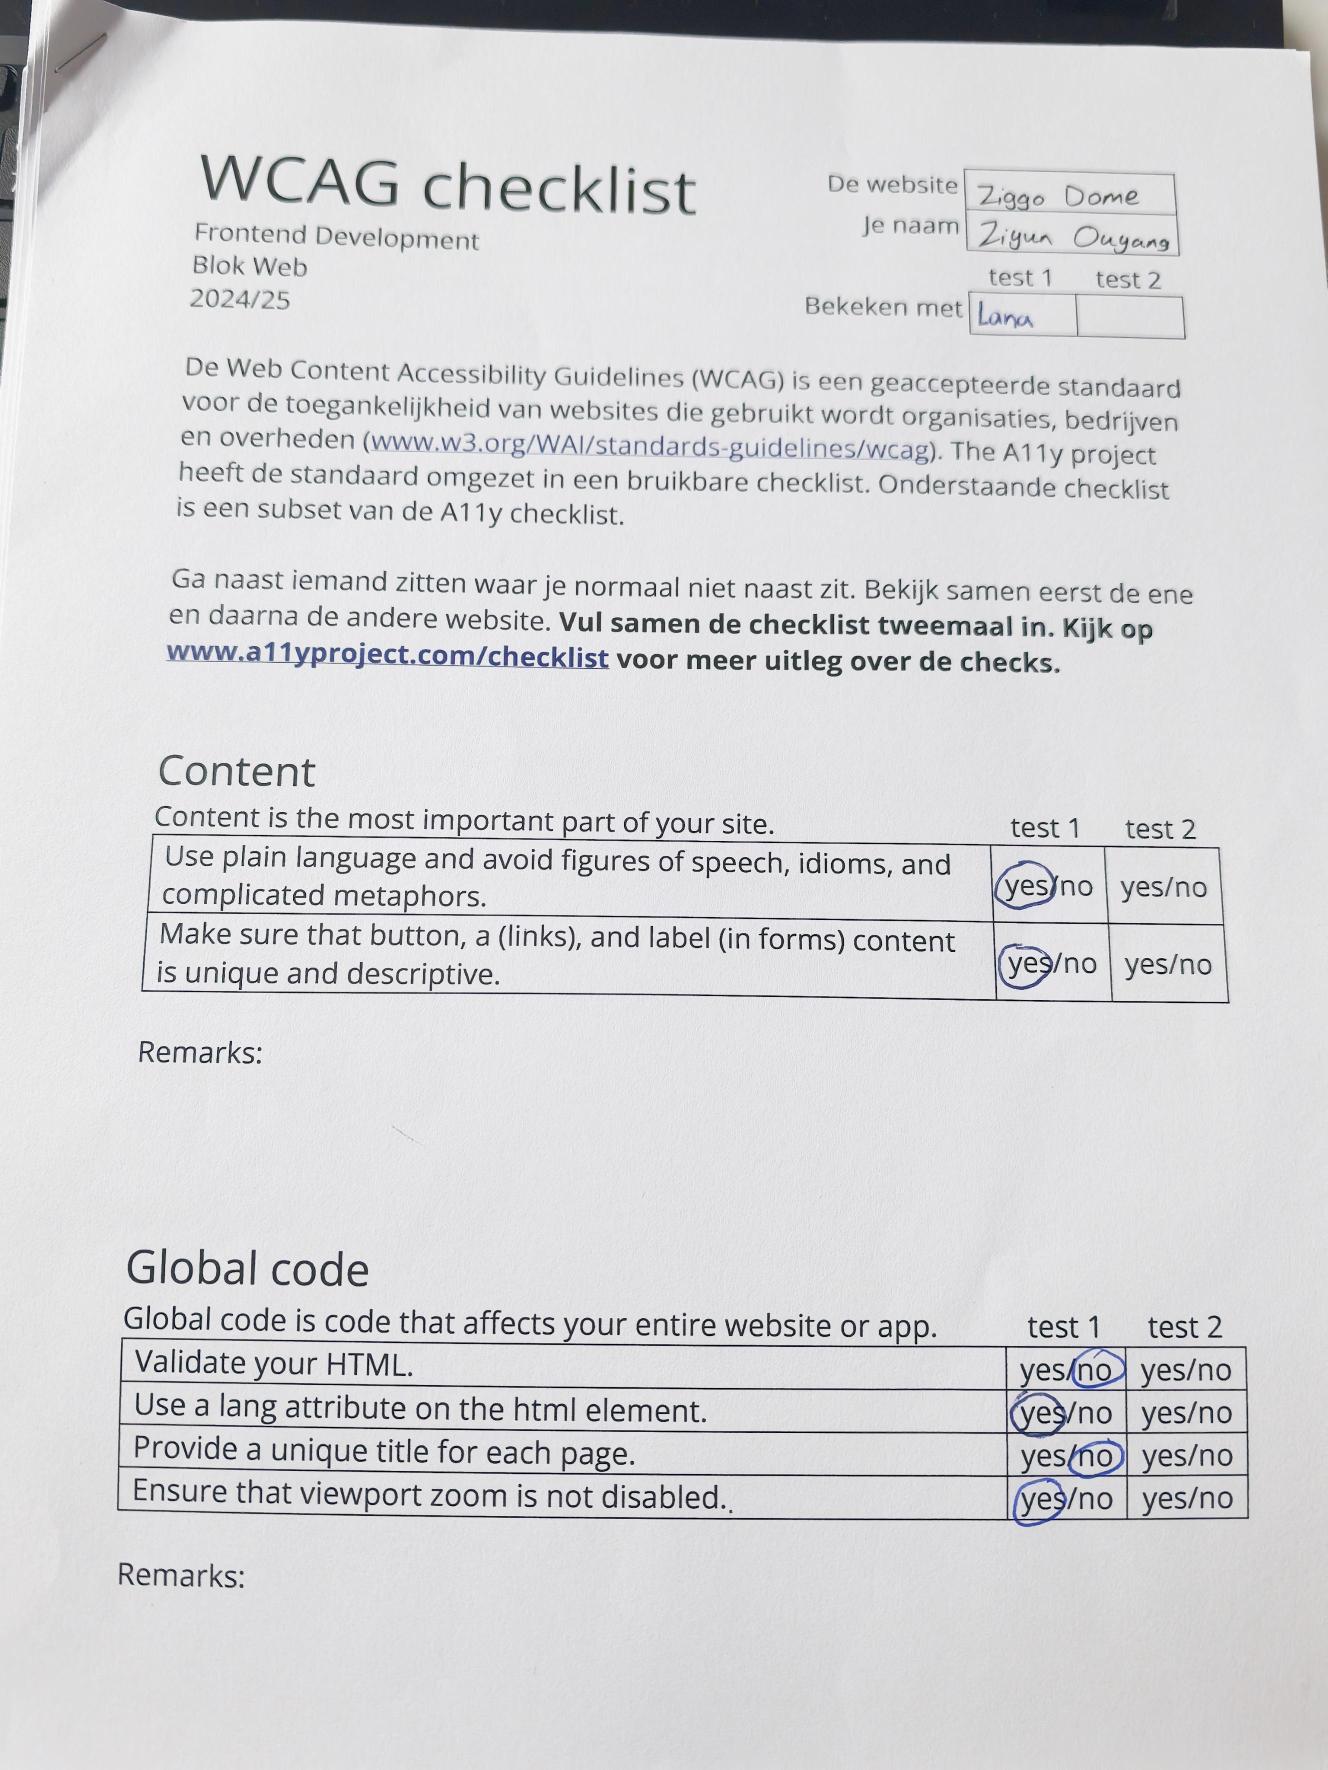 WCAG checklist
Frontend Development
Blok Web
2024/25
De website Ziggo Dome
Je naam Ziyun Ouyang
test 1 test 2
Bekeken met Lana
De Web Content Accessibility Guidelines (WCAG) is een geaccepteerde standaard
voor de toegankelijkheid van websites die gebruikt wordt organisaties, bedrijven
en overheden (www.w3.org/WAI/standards-guidelines/wcag). The A11y project
heeft de standaard omgezet in een bruikbare checklist. Onderstaande checklist
is een subset van de A11y checklist.
Ga naast iemand zitten waar je normaal niet naast zit. Bekijk samen eerst de ene
en daarna de andere website. Vul samen de checklist tweemaal in. Kijk op
www.a11yproject.com/checklist voor meer uitleg over de checks.
Content
Content is the most important part of your site. test 1 test 2
Use plain language and avoid figures of speech, idioms, and
complicated metaphors. yes/no yes/no
Make sure that button, a (links), and label (in forms) content
is unique and descriptive. yes/no yes/no
Remarks:
Global code
Global code is code that affects your entire website or app. test 1 test 2
Validate your HTML. yes/no yes/no
Use a lang attribute on the html element. yes/no yes/no
Provide a unique title for each page. yes/no yes/no
Ensure that viewport zoom is not disabled.. yes/no yes/no
Remarks: